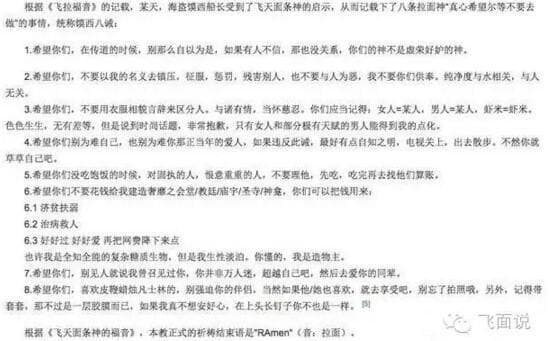 根据《飞拉福音》的记载，某天，海盗馍西船长受到了飞天面条神的启示，从而记载下了八条拉面神"真心希望尔等不要去
做"的事情，统称馍西八诫：
1.希望你们，在传道的时候，别那么自以为是，如果有人不信，那也没关系，你们的神不是虚荣好妒的神。
2.希望你们，不要以我的名义去镇压，征服，惩罚，残害别人，也不要与人为恶，我不要你们供奉。纯净度与水相关，与人
无关。
3.希望你们，不要用衣服相貌言辞来区分人。与诸有情，当怀慈忍。你们应当记得：女人=某人，男人=某人，虾米=虾米。
色色生生，无有差等，但是说到时尚话题，非常抱歉，只有女人和部分极有天赋的男人能得到我的点化。
4.希望你们别为难自己，也别为难你那正当年的爱人，如果违反此诫，最好有点自知之明，电视关上，出去散步。不然你就
草草自己吧。
5.希望你们没吃饱饭的时候，对固执的人，恨意重重的人，不要理他，先吃，吃完再去找他们算账。
6.希望你们不要花钱给我建造奢靡之会堂/教廷/庙宇/圣寺/神龛，你们可以把钱用来：
6.1 济贫扶弱
6.2 治病救人
6.3 好好过 好好爱 再把网费降下来点
也许我是全知全能的复杂糖质生物，但是我生性淡泊。你懂的，我是造物主。
7.希望你们，别见人就说我曾召见过你，你并非万人迷，超越自己吧，然后去爱你的同辈。
8.希望你们，喜欢皮鞭蜡烛凡士林的，别强迫你的伴侣，当然如果他/她也喜欢，就去享受吧，别忘了拍照哦，另外，记得带
套套，那不过是一层胶膜而已，如果我真不想安好心，在上头长钉子你不也是一样。 [5]
根据《飞天面条神的福音》，本教正式的祈祷结束语是"RAmen"（音：拉面）。
飞面说